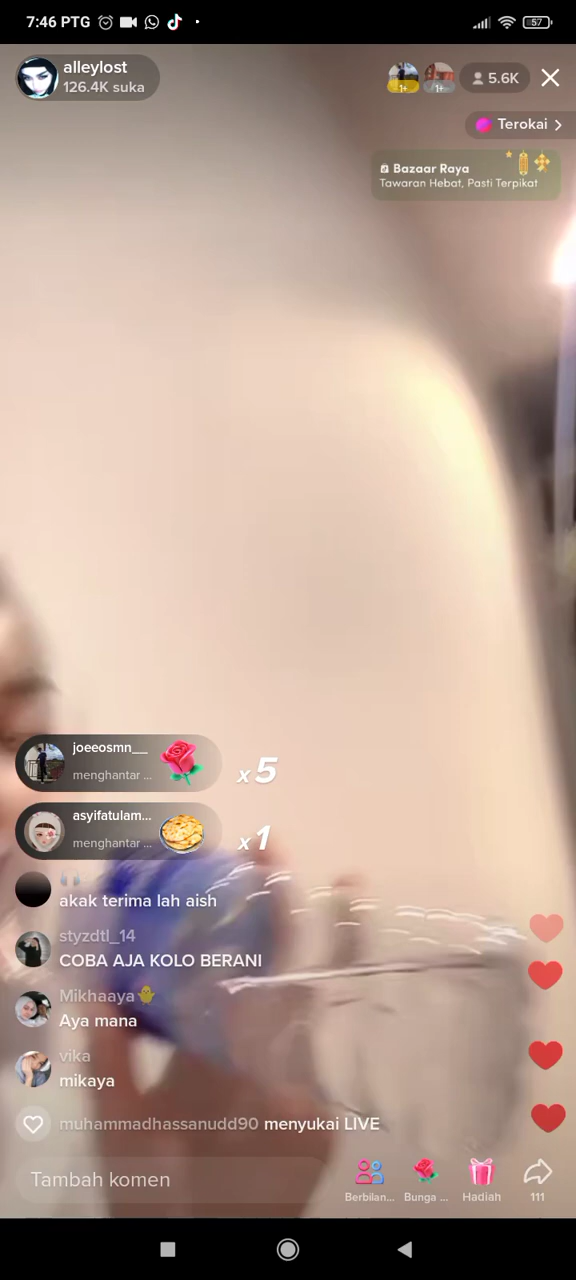 7:46 PTG
57
alleylost
126.4K suka
1+
1+
5.6K
Terokai
Bazaar Raya
Tawaran Hebat, Pasti Terpikat
joeeosmn__
menghantar ...
x5
asyifatulam...
menghantar ...
x1
akak terima lah aish
styzdtl_14
COBA AJA KOLO BERANI
Mikhaaya🐥
Aya mana
vika
mikaya
muhammadhassanudd90 menyukai LIVE
Tambah komen
Berbilan...
Bunga ...
Hadiah
111